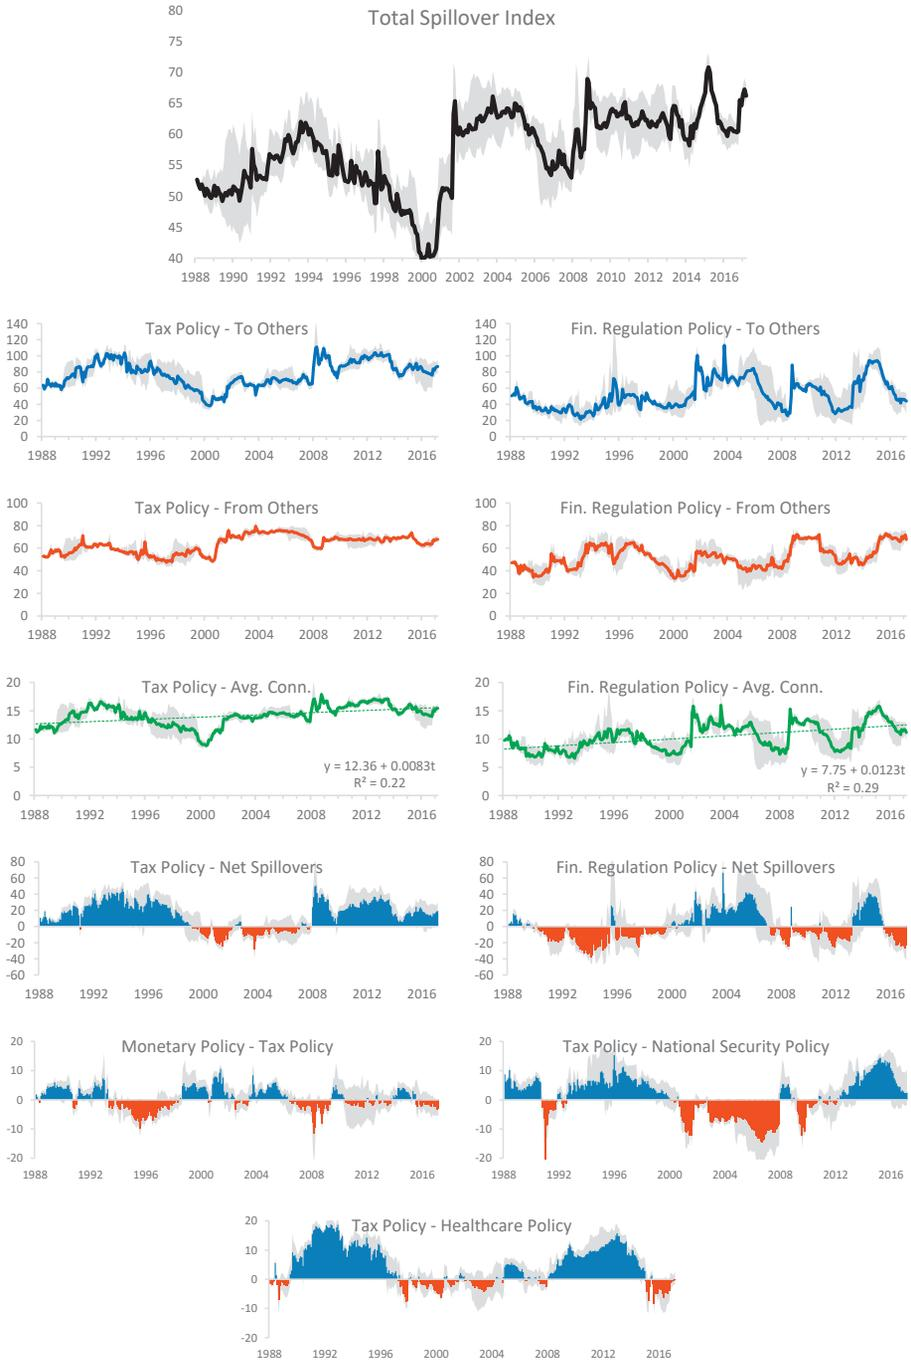 Total Spillover Index
80
75
70
65
60
55
50
45
40
1988 1990 1992 1994 1996 1998 2000 2002 2004 2006 2008 2010 2012 2014 2016
Tax Policy - To Others
140
120
100
80
60
40
20
0
1988 1992 1996 2000 2004 2008 2012 2016
Fin. Regulation Policy - To Others
140
120
100
80
60
40
20
0
1988 1992 1996 2000 2004 2008 2012 2016
Tax Policy - From Others
100
80
60
40
20
0
1988 1992 1996 2000 2004 2008 2012 2016
Fin. Regulation Policy - From Others
100
80
60
40
20
0
1988 1992 1996 2000 2004 2008 2012 2016
Tax Policy - Avg. Conn.
20
15
10
5
0
y = 12.36 + 0.0083t
R² = 0.22
1988 1992 1996 2000 2004 2008 2012 2016
Fin. Regulation Policy - Avg. Conn.
20
15
10
5
0
y = 7.75 + 0.0123t
R² = 0.29
1988 1992 1996 2000 2004 2008 2012 2016
Tax Policy - Net Spillovers
80
60
40
20
0
-20
-40
-60
1988 1992 1996 2000 2004 2008 2012 2016
Fin. Regulation Policy - Net Spillovers
80
60
40
20
0
-20
-40
-60
1988 1992 1996 2000 2004 2008 2012 2016
Monetary Policy - Tax Policy
20
10
0
-10
-20
1988 1992 1996 2000 2004 2008 2012 2016
Tax Policy - National Security Policy
20
10
0
-10
-20
1988 1992 1996 2000 2004 2008 2012 2016
Tax Policy - Healthcare Policy
20
10
0
-10
-20
1988 1992 1996 2000 2004 2008 2012 2016